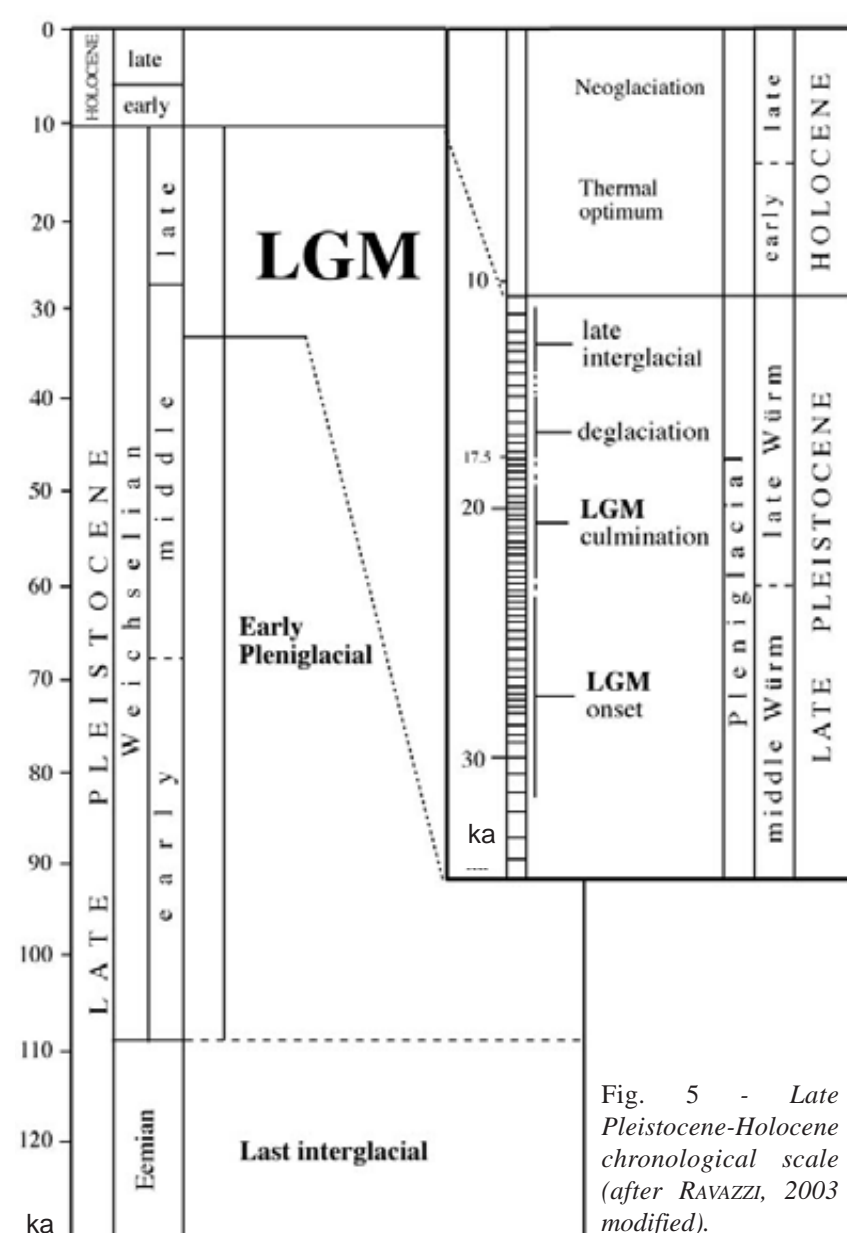 0
10
20
30
40
50
60
70
80
90
100
110
120
ka
HOLOCENE
LATE PLEISTOCENE
late
early
Weichselian
late
middle
early
Eemian
LGM
Early
Pleniglacial
Last interglacial
10
17.5
20
30
ka
----
Neoglaciation
Thermal
optimum
late
interglacial
deglaciation
LGM
culmination
LGM
onset
Pleniglacial
late
early
late Würm
middle Würm
HOLOCENE
LATE PLEISTOCENE
Fig. 5 - Late
Pleistocene-Holocene
chronological scale
(after RAVAZZI, 2003
modified).